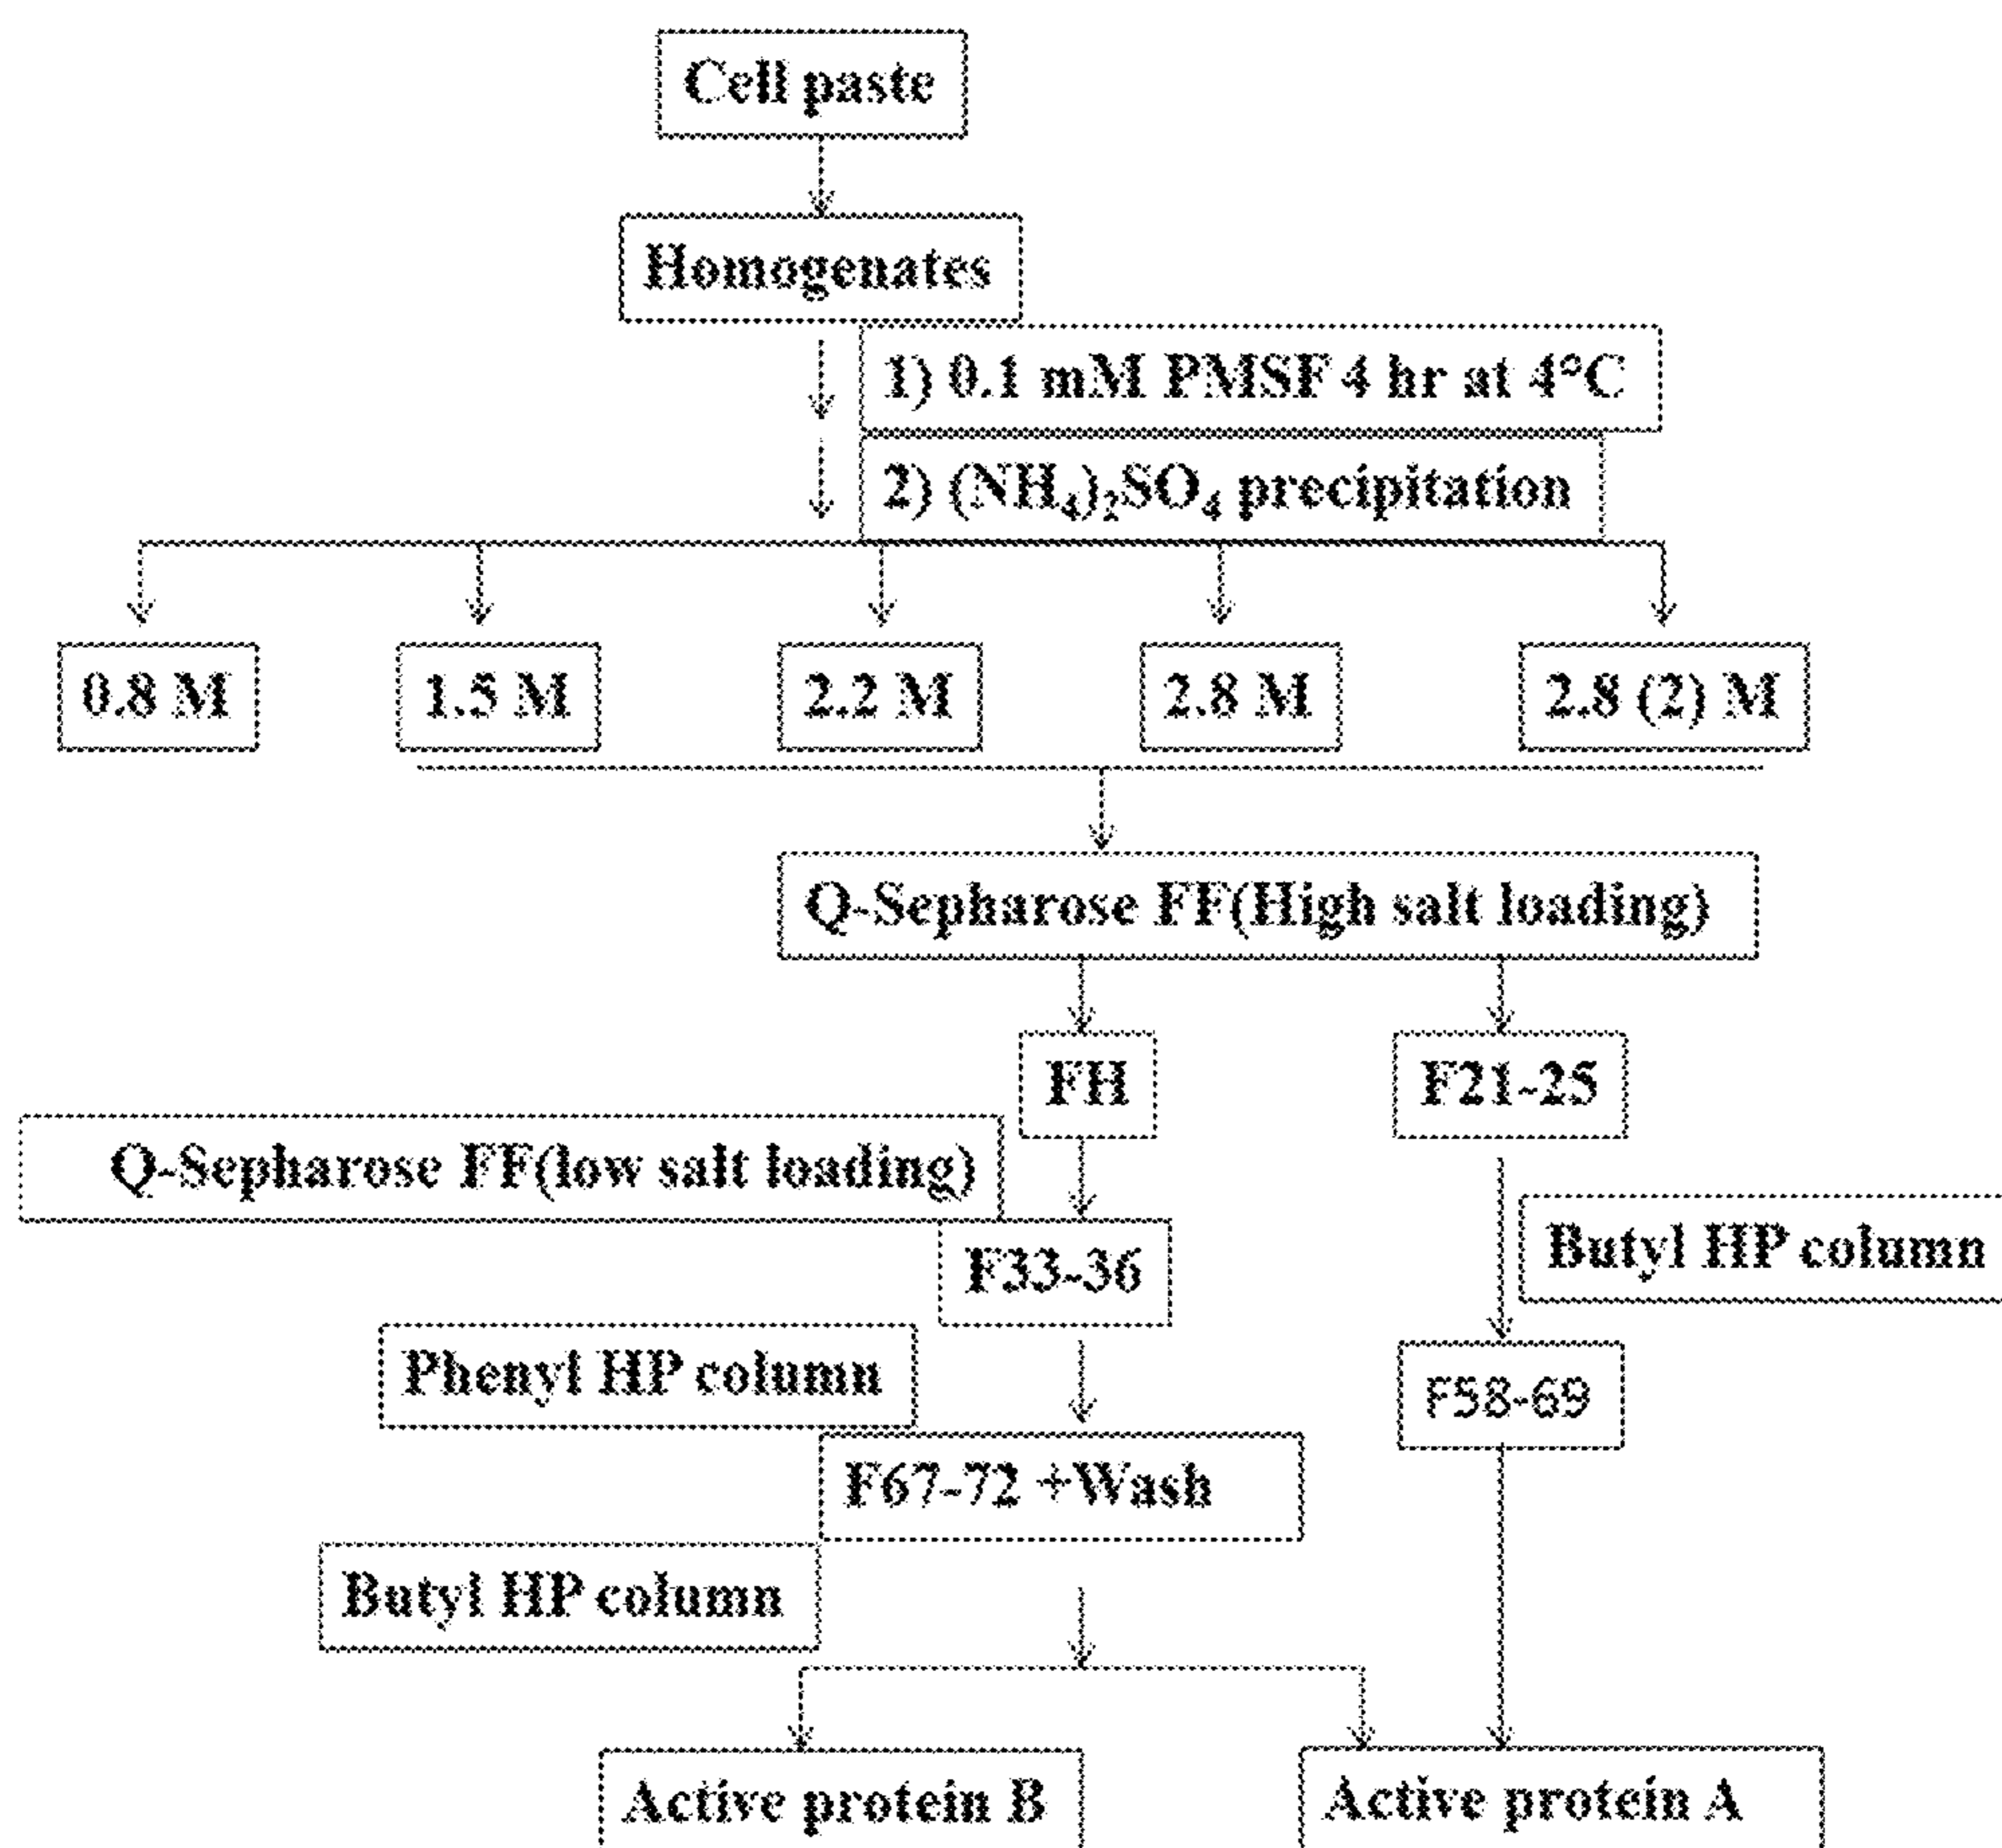 Cell paste
Homogenates
1) 0.1 mM PMSF 4 hr at 4°C
2) (NH₄)₂SO₄ precipitation
0.8 M
1.5 M
2.2 M
2.8 M
2.8 (2) M
Q-Sepharose FF(High salt loading)
FH
F21-25
Q-Sepharose FF(low salt loading)
Butyl HP column
F33-36
Phenyl HP column
F58-69
F67-72 +Wash
Butyl HP column
Active protein B
Active protein A